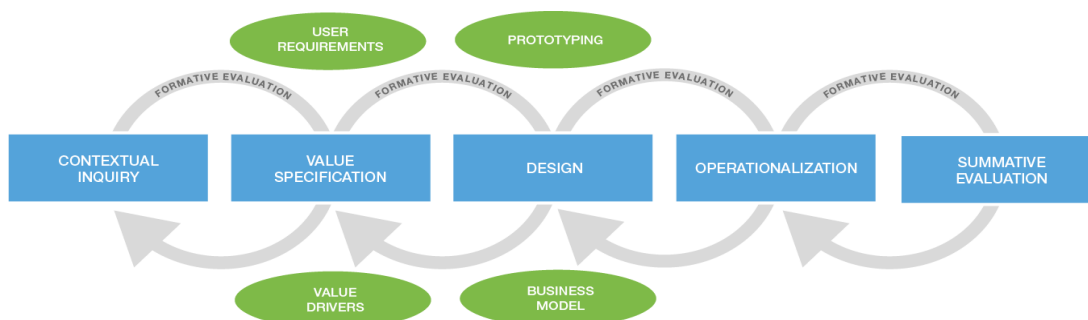 USER
REQUIREMENTS
PROTOTYPING
FORMATIVE EVALUATION
FORMATIVE EVALUATION
FORMATIVE EVALUATION
FORMATIVE EVALUATION
CONTEXTUAL
INQUIRY
VALUE
SPECIFICATION
DESIGN
OPERATIONALIZATION
SUMMATIVE
EVALUATION
VALUE
DRIVERS
BUSINESS
MODEL